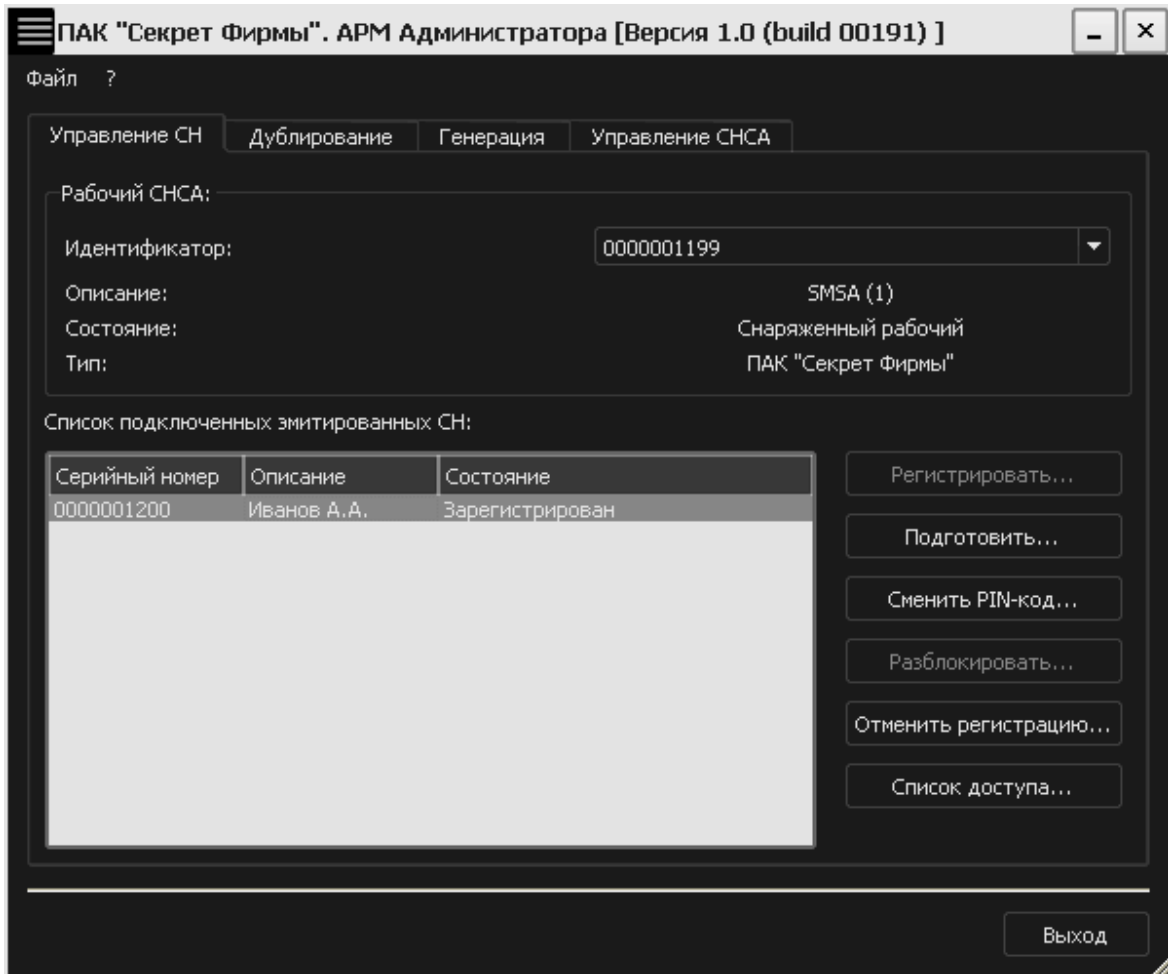 ПАК "Секрет Фирмы". АРМ Администратора [Версия 1.0 (build 00191) ]
Файл ?
Управление СН Дублирование Генерация Управление СНСА
Рабочий СНСА:
Идентификатор: 0000001199
Описание: SMSA (1)
Состояние: Снаряженный рабочий
Тип: ПАК "Секрет Фирмы"
Список подключенных эмитированных СН:
Серийный номер Описание Состояние
0000001200 Иванов А.А. Зарегистрирован
Регистрировать...
Подготовить...
Сменить PIN-код...
Разблокировать...
Отменить регистрацию...
Список доступа...
Выход